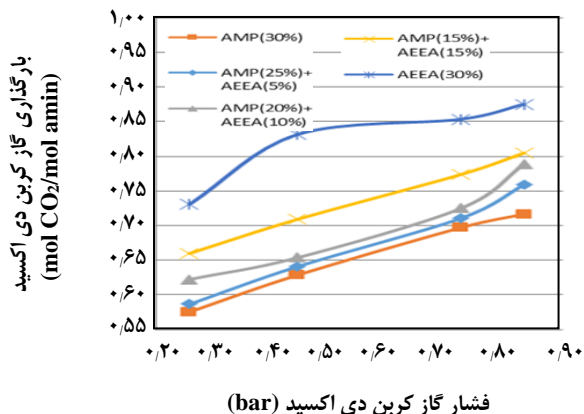 بارگذاری گاز کربن دی اکسید
(mol CO₂/mol amin)
۱٫۰۰
۰٫۹۵
۰٫۹۰
۰٫۸۵
۰٫۸۰
۰٫۷۵
۰٫۷۰
۰٫۶۵
۰٫۶۰
۰٫۵۵
AMP(30%)
AMP(25%)+
AEEA(5%)
AMP(20%)+
AEEA(10%)
AMP(15%)+
AEEA(15%)
AEEA(30%)
۰٫۲۰ ۰٫۳۰ ۰٫۴۰ ۰٫۵۰ ۰٫۶۰ ۰٫۷۰ ۰٫۸۰ ۰٫۹۰
فشار گاز کربن دی اکسید (bar)